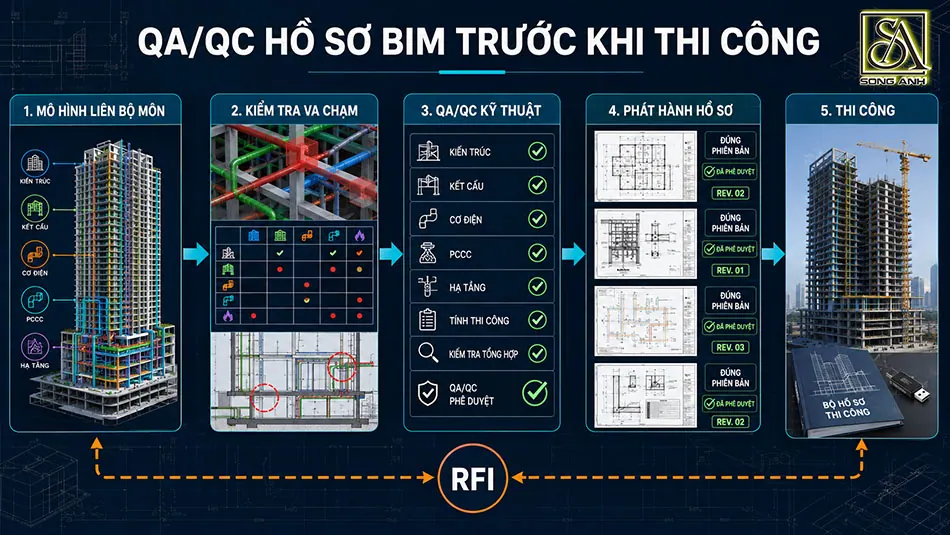 QA/QC HỒ SƠ BIM TRƯỚC KHI THI CÔNG
SA
SONG ANH
1. MÔ HÌNH LIÊN BỘ MÔN
KIẾN TRÚC
KẾT CẤU
CƠ ĐIỆN
PCCC
HẠ TẦNG
2. KIỂM TRA VA CHẠM
3. QA/QC KỸ THUẬT
KIẾN TRÚC
KẾT CẤU
CƠ ĐIỆN
PCCC
HẠ TẦNG
TÍNH THI CÔNG
KIỂM TRA TỔNG HỢP
QA/QC
PHÊ DUYỆT
4. PHÁT HÀNH HỒ SƠ
ĐÚNG
PHIÊN BẢN
ĐÃ PHÊ DUYỆT
REV. 02
ĐÚNG
PHIÊN BẢN
ĐÃ PHÊ DUYỆT
REV. 01
ĐÚNG
PHIÊN BẢN
ĐÃ PHÊ DUYỆT
REV. 03
ĐÚNG
PHIÊN BẢN
ĐÃ PHÊ DUYỆT
REV. 02
5. THI CÔNG
BỘ HỒ SƠ
THI CÔNG
RFI